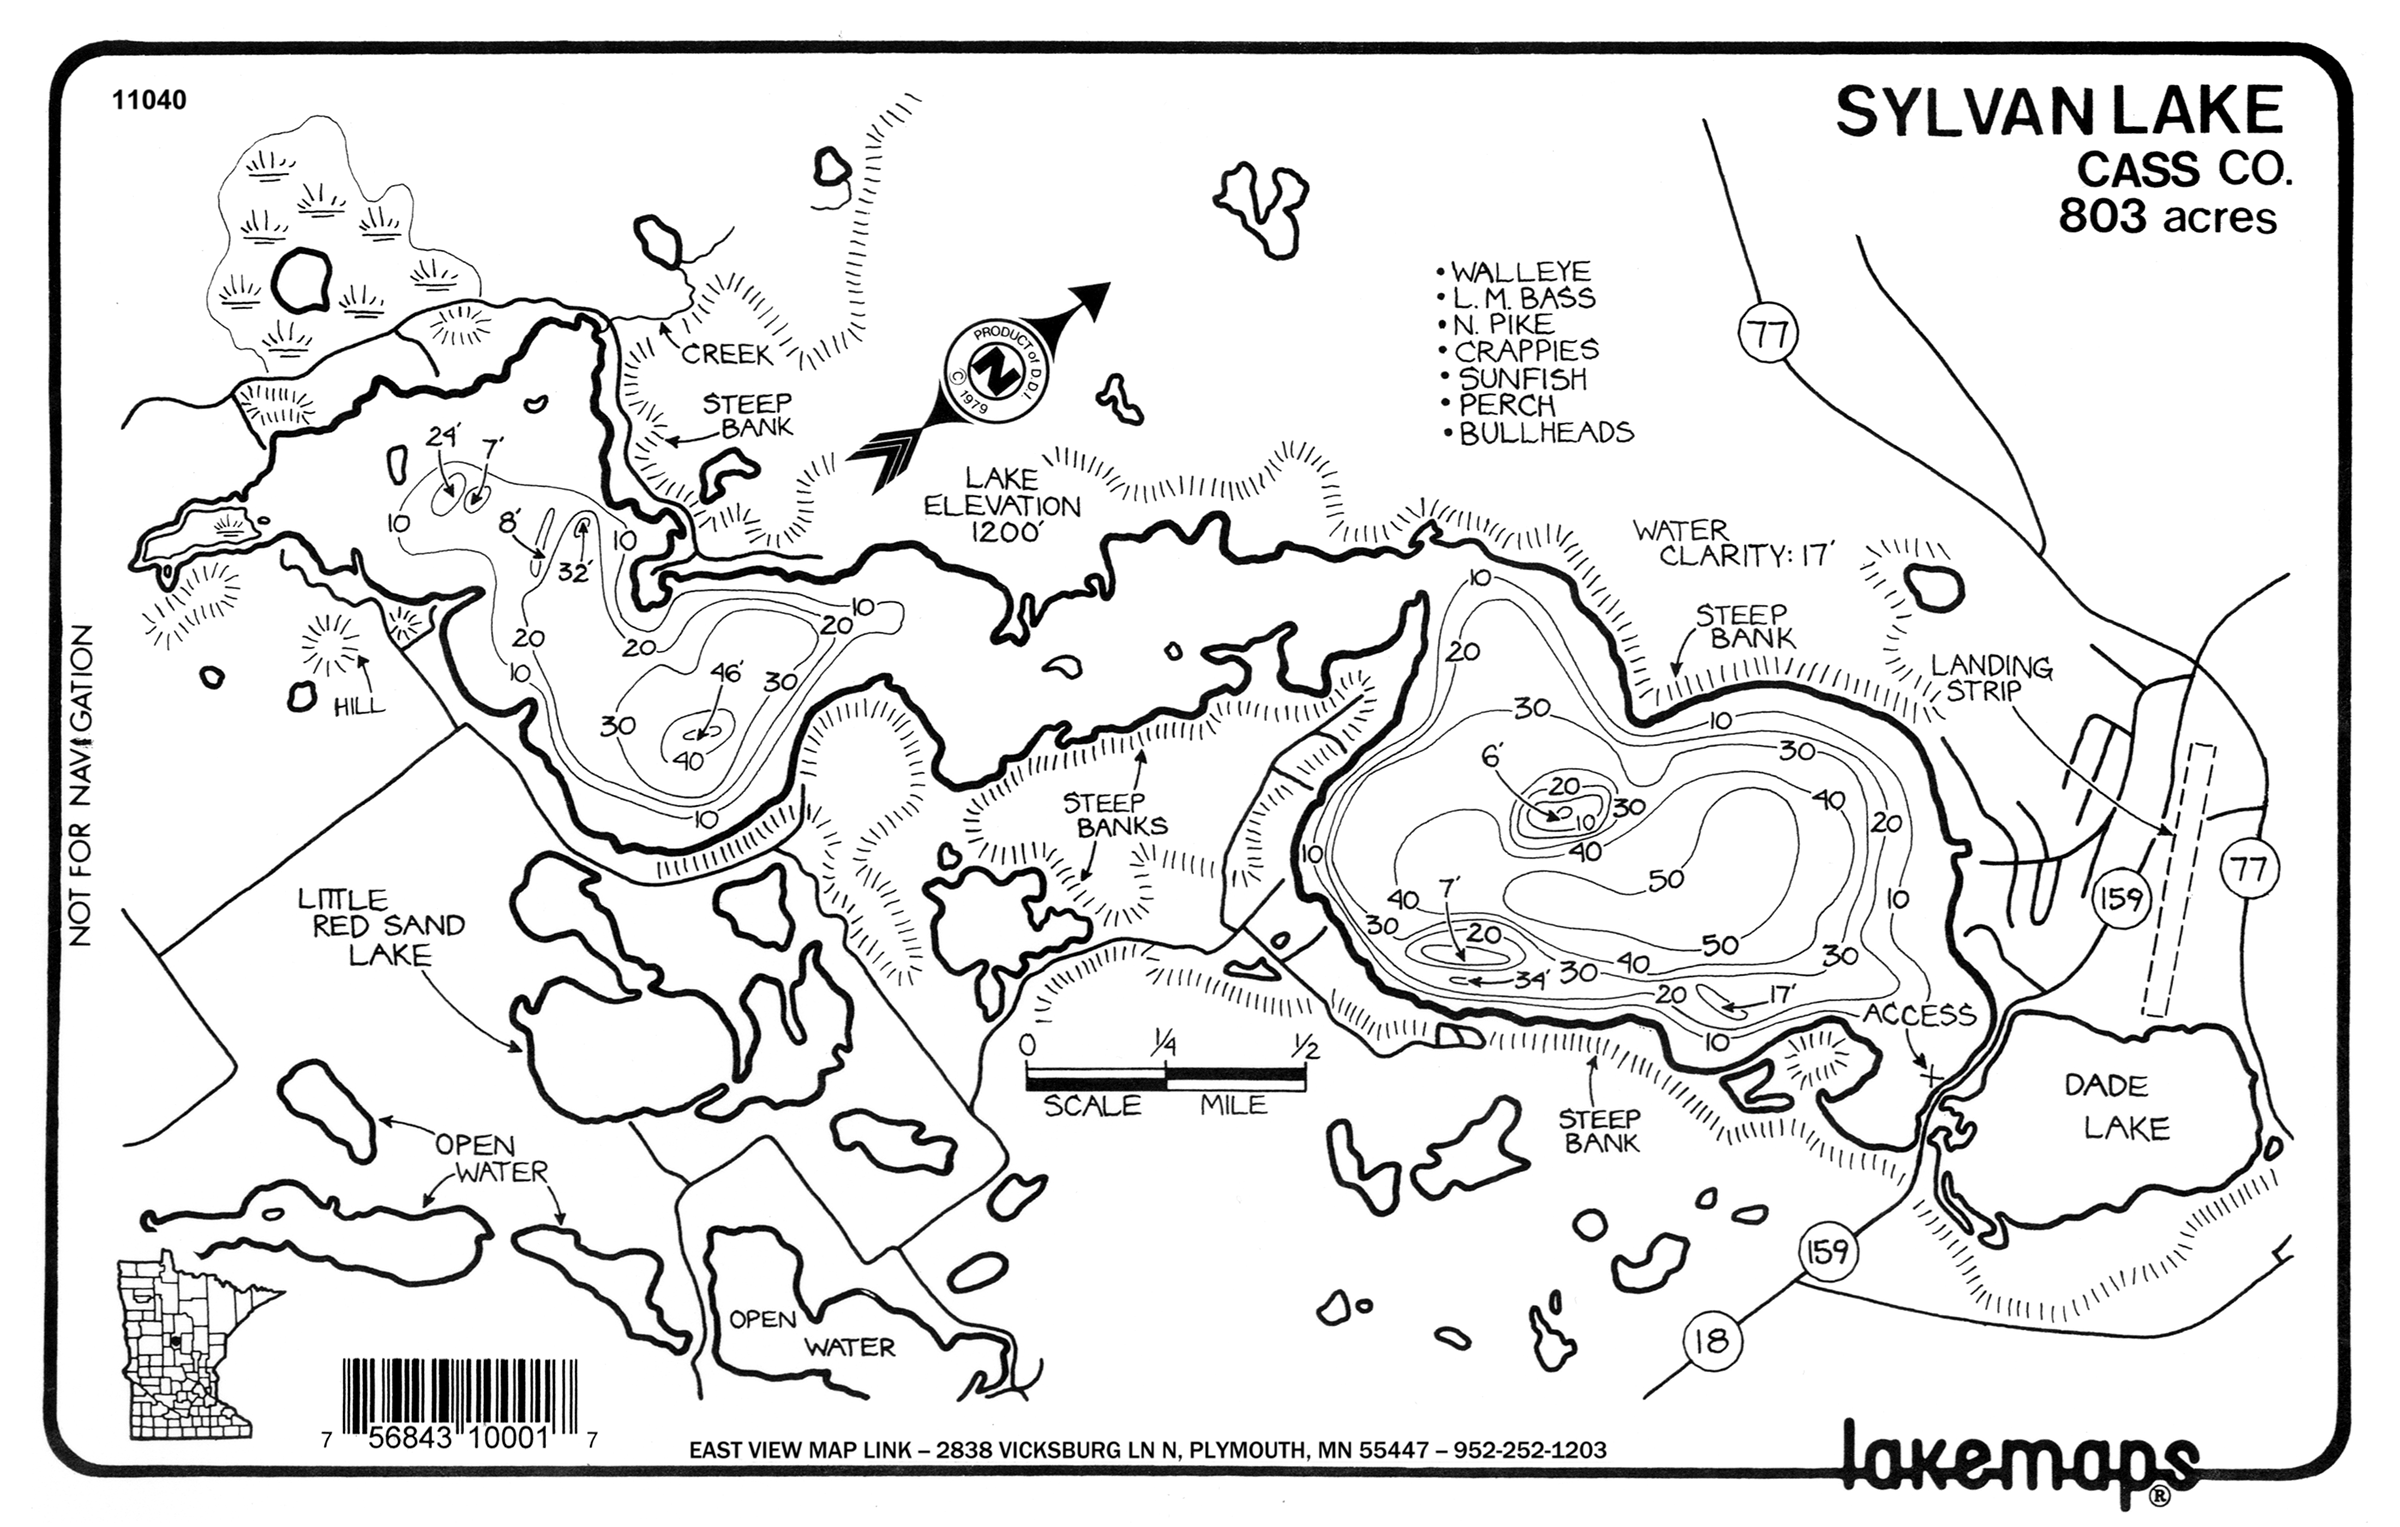 11040
SYLVAN LAKE
CASS CO.
803 acres
• WALLEYE
• L. M. BASS
• N. PIKE
• CRAPPIES
• SUNFISH
• PERCH
• BULLHEADS
77
PRODUCT of D.D.I.
N
© 1979
CREEK
STEEP
BANK
LAKE
ELEVATION
1200'
WATER
CLARITY: 17'
STEEP
BANK
LANDING
STRIP
24'
7'
10
8'
32'
10
20
10
20
10
20
46'
30
30
40
10
HILL
10
20
30
10
30
6'
20
30
10
40
40
20
10
50
10
40
7'
30
20
50
30
34'
30
40
20
17'
10
STEEP
BANKS
159
77
ACCESS
LITTLE
RED SAND
LAKE
0
1/4
1/2
SCALE
MILE
STEEP
BANK
DADE
LAKE
OPEN
WATER
OPEN
WATER
159
18
NOT FOR NAVIGATION
7 56843 10001 7
EAST VIEW MAP LINK – 2838 VICKSBURG LN N, PLYMOUTH, MN 55447 – 952-252-1203
lakemaps®